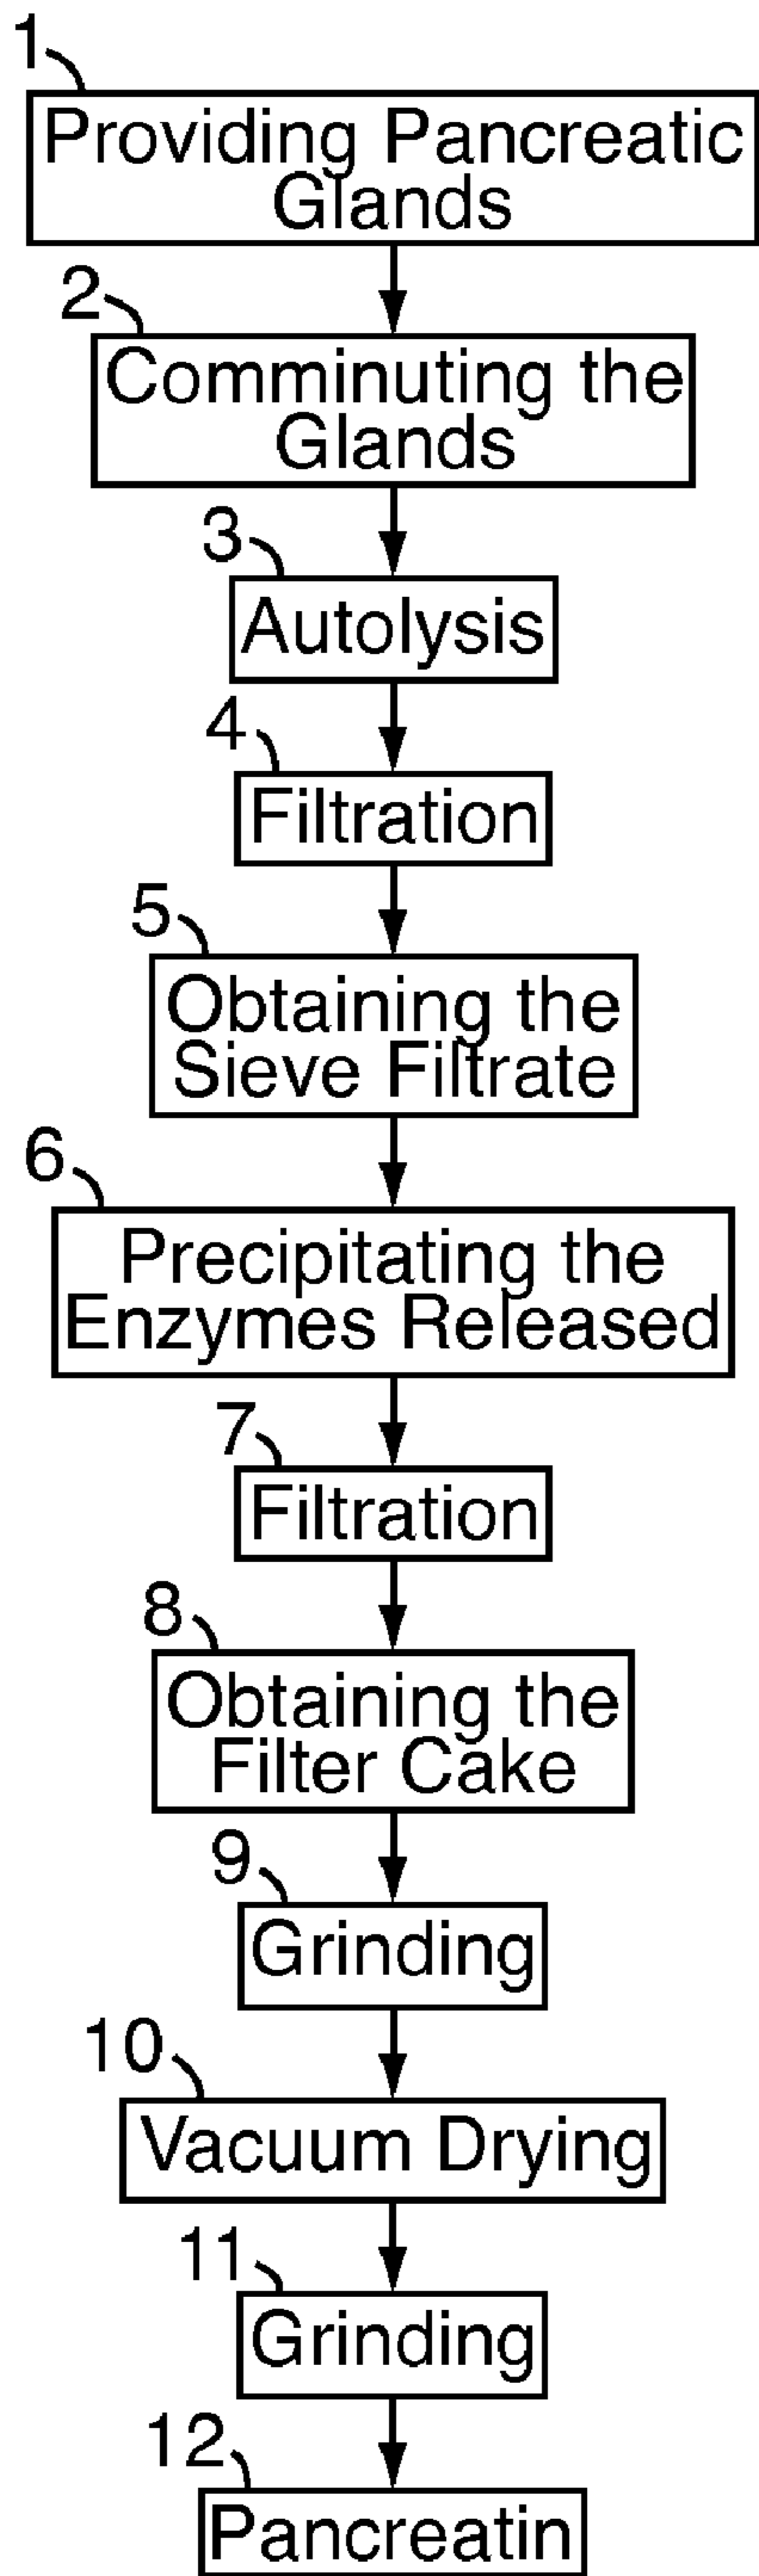 1
Providing Pancreatic
Glands
2
Comminuting the
Glands
3
Autolysis
4
Filtration
5
Obtaining the
Sieve Filtrate
6
Precipitating the
Enzymes Released
7
Filtration
8
Obtaining the
Filter Cake
9
Grinding
10
Vacuum Drying
11
Grinding
12
Pancreatin